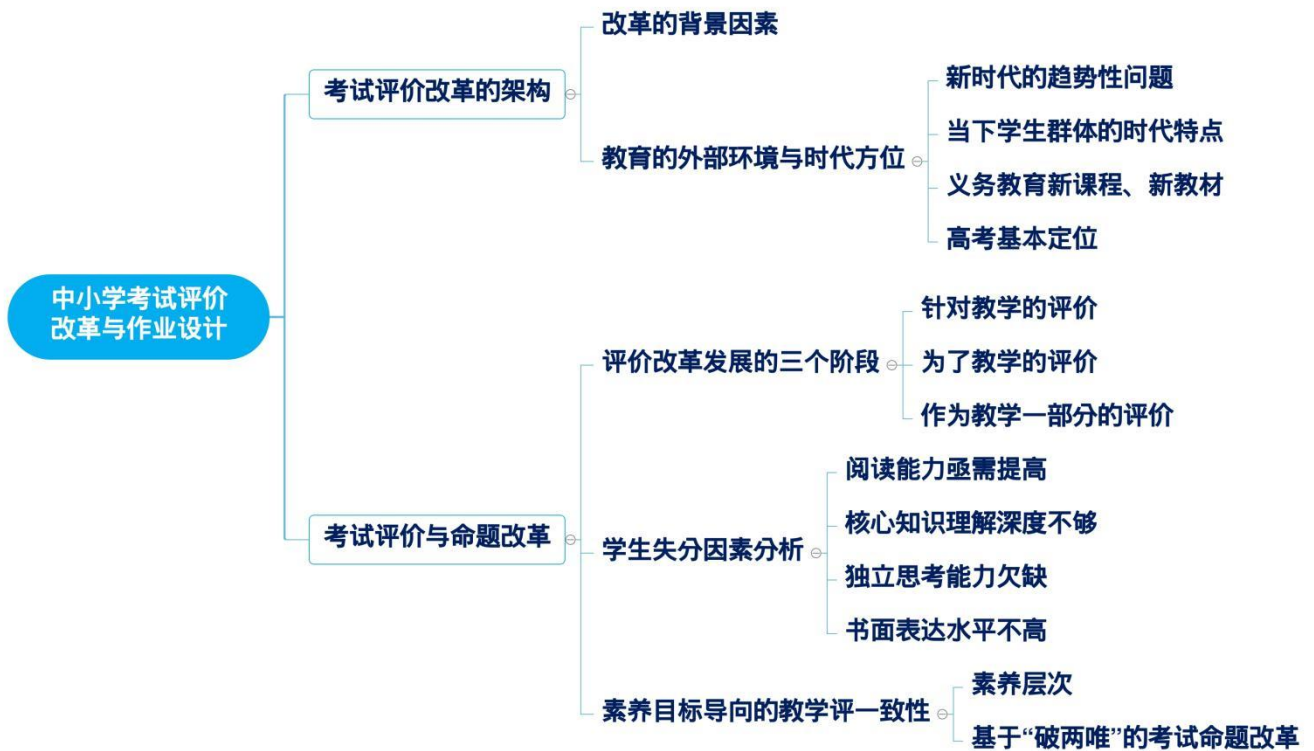 中小学考试评价
改革与作业设计
考试评价改革的架构
改革的背景因素
教育的外部环境与时代方位
新时代的趋势性问题
当下学生群体的时代特点
义务教育新课程、新教材
高考基本定位
考试评价与命题改革
评价改革发展的三个阶段
针对教学的评价
为了教学的评价
作为教学一部分的评价
学生失分因素分析
阅读能力亟需提高
核心知识理解深度不够
独立思考能力欠缺
书面表达水平不高
素养目标导向的教学评一致性
素养层次
基于“破两唯”的考试命题改革